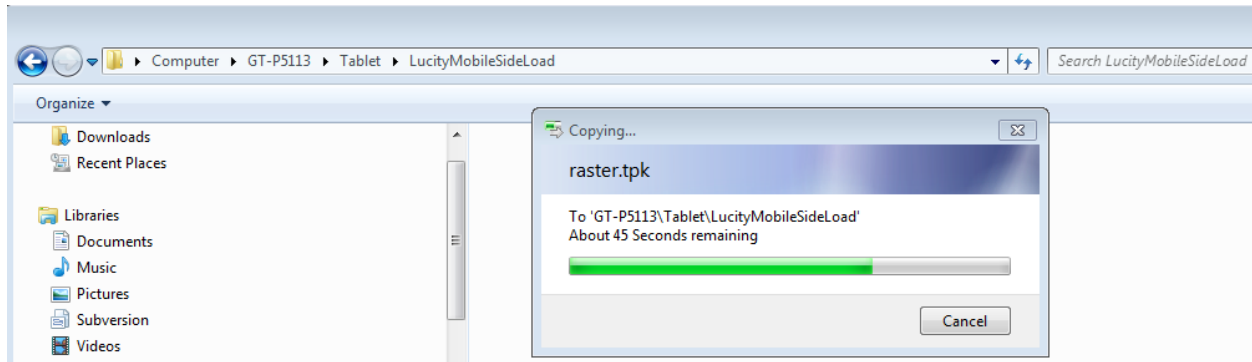 Computer GT-P5113 Tablet LucityMobileSideLoad
Search LucityMobileSideLoad
Organize
Downloads
Recent Places
Libraries
Documents
Music
Pictures
Subversion
Videos
Copying...
raster.tpk
To 'GT-P5113\Tablet\LucityMobileSideLoad'
About 45 Seconds remaining
Cancel